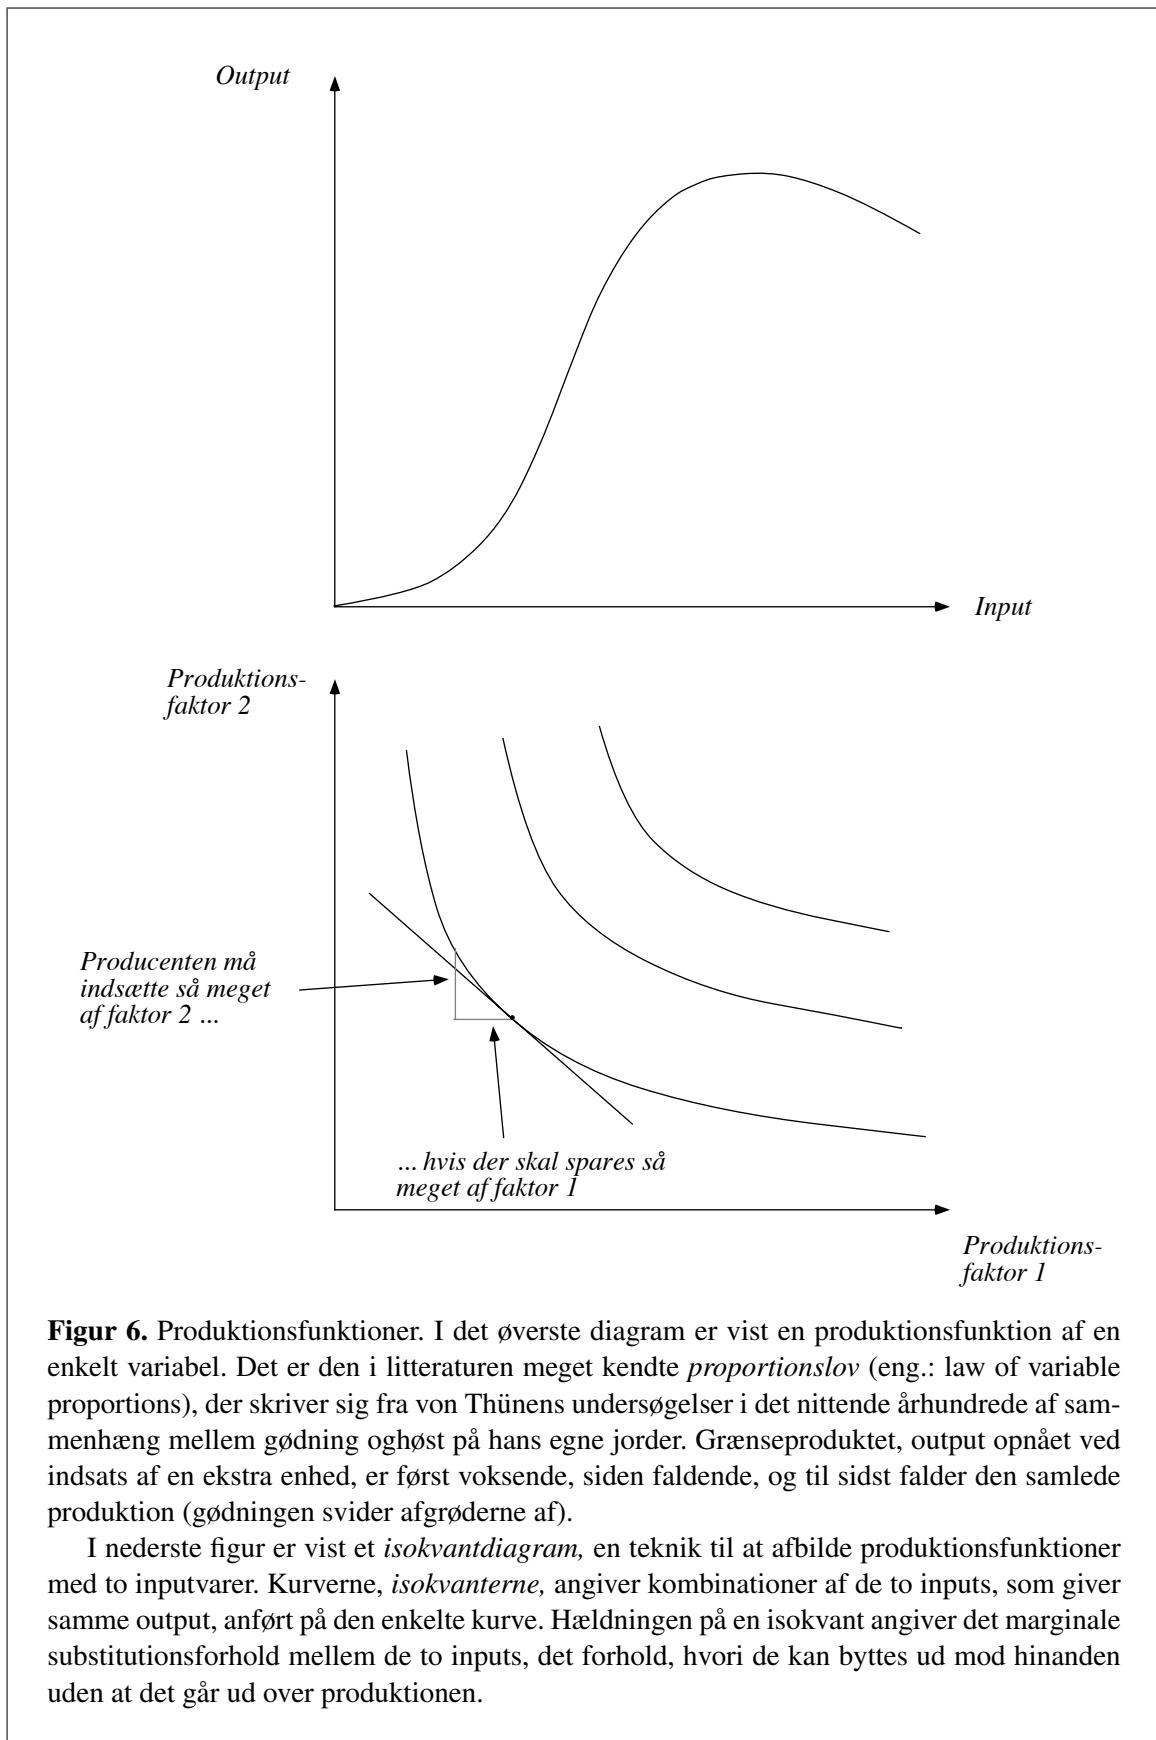 Output
Input
Produktions-
faktor 2
Producenten må
indsætte så meget
af faktor 2 ...
... hvis der skal spares så
meget af faktor 1
Produktions-
faktor 1
Figur 6. Produktionsfunktioner. I det øverste diagram er vist en produktionsfunktion af en
enkelt variabel. Det er den i litteraturen meget kendte proportionslov (eng.: law of variable
proportions), der skriver sig fra von Thünens undersøgelser i det nittende århundrede af sam-
menhæng mellem gødning oghøst på hans egne jorder. Grænseproduktet, output opnået ved
indsats af en ekstra enhed, er først voksende, siden faldende, og til sidst falder den samlede
produktion (gødningen svider afgrøderne af).
I nederste figur er vist et isokvantdiagram, en teknik til at afbilde produktionsfunktioner
med to inputvarer. Kurverne, isokvanterne, angiver kombinationer af de to inputs, som giver
samme output, anført på den enkelte kurve. Hældningen på en isokvant angiver det marginale
substitutionsforhold mellem de to inputs, det forhold, hvori de kan byttes ud mod hinanden
uden at det går ud over produktionen.